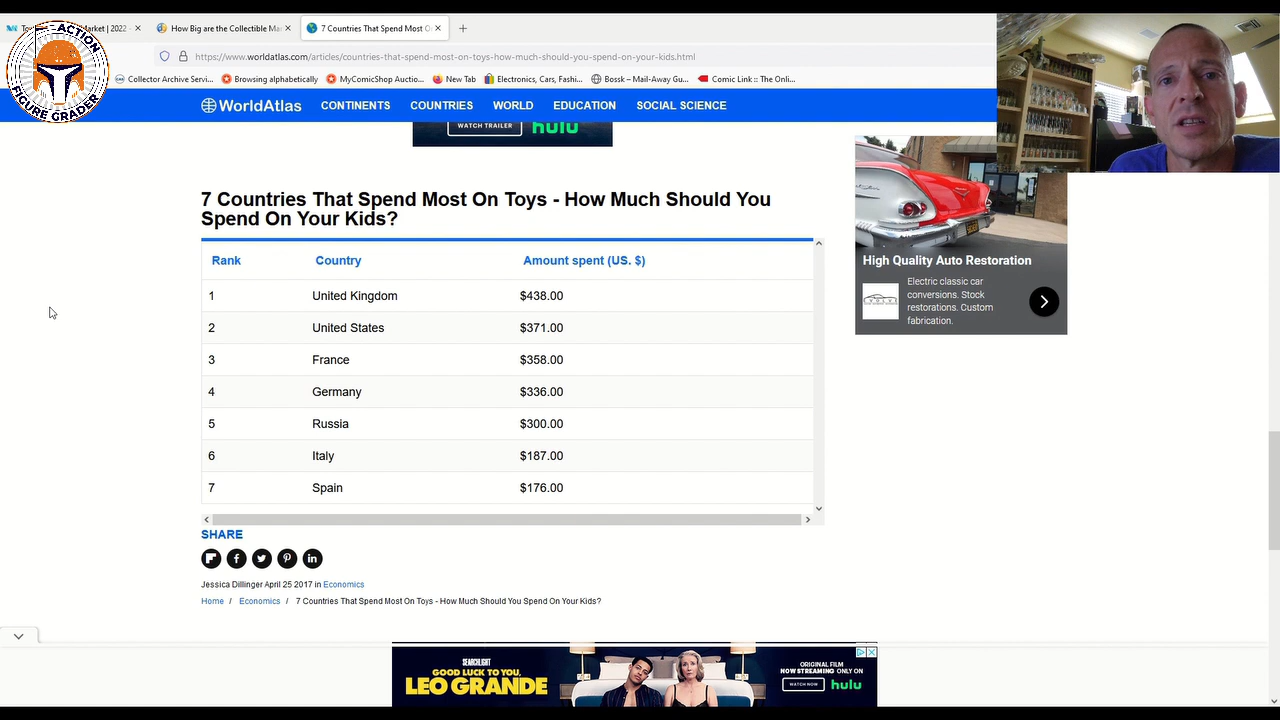 To
Market | 2022
How Big are the Collectible Ma
7 Countries That Spend Most O
ACTION FIGURE GRADER
https://www.worldatlas.com/articles/countries-that-spend-most-on-toys-how-much-should-you-spend-on-your-kids.html
Collector Archive Servi...
Browsing alphabetically
MyComicShop Auctio...
New Tab
Electronics, Cars, Fashi...
Bossk – Mail-Away Gu...
Comic Link :: The Onli...
WorldAtlas CONTINENTS COUNTRIES WORLD EDUCATION SOCIAL SCIENCE
WATCH TRAILER hulu
7 Countries That Spend Most On Toys - How Much Should You
Spend On Your Kids?
Rank Country Amount spent (US. $)
1 United Kingdom $438.00
2 United States $371.00
3 France $358.00
4 Germany $336.00
5 Russia $300.00
6 Italy $187.00
7 Spain $176.00
High Quality Auto Restoration
Electric classic car
conversions. Stock
restorations. Custom
fabrication.
SHARE
Jessica Dillinger April 25 2017 in Economics
Home / Economics / 7 Countries That Spend Most On Toys - How Much Should You Spend On Your Kids?
SEARCHLIGHT
GOOD LUCK TO YOU,
LEO GRANDE
ORIGINAL FILM
NOW STREAMING ONLY ON
WATCH NOW hulu